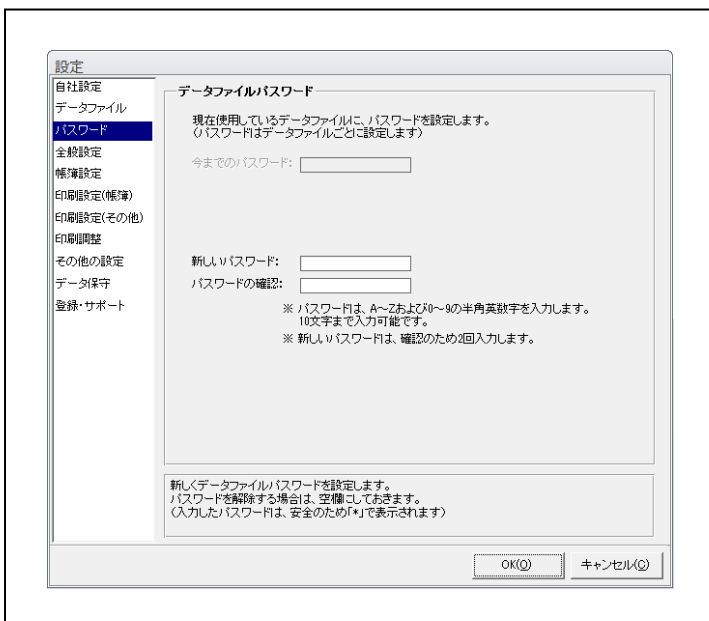 設定
自社設定
データファイル
パスワード
全般設定
帳簿設定
印刷設定(帳簿)
印刷設定(その他)
印刷調整
その他の設定
データ保守
登録・サポート
データファイルパスワード
現在使用しているデータファイルに、パスワードを設定します。
(パスワードはデータファイルごとに設定します)
今までのパスワード:
新しいパスワード:
パスワードの確認:
※ パスワードは、A～Zおよび0～9の半角英数字を入力します。
10文字まで入力可能です。
※ 新しいパスワードは、確認のため2回入力します。
新しくデータファイルパスワードを設定します。
パスワードを解除する場合は、空欄にしておきます。
(入力したパスワードは、安全のため「*」で表示されます)
OK(O)
キャンセル(C)